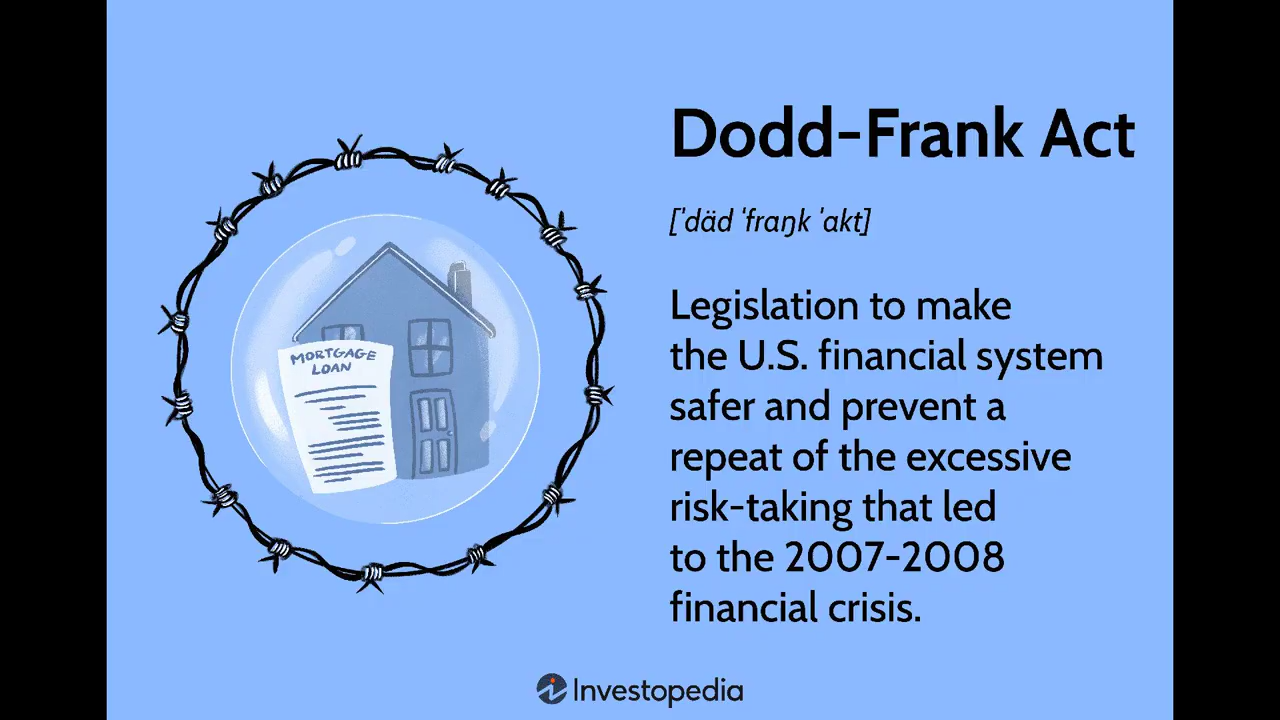 Dodd-Frank Act
[ˈdäd ˈfraŋk ˈakt]
MORTGAGE
LOAN
Legislation to make
the U.S. financial system
safer and prevent a
repeat of the excessive
risk-taking that led
to the 2007-2008
financial crisis.
Investopedia